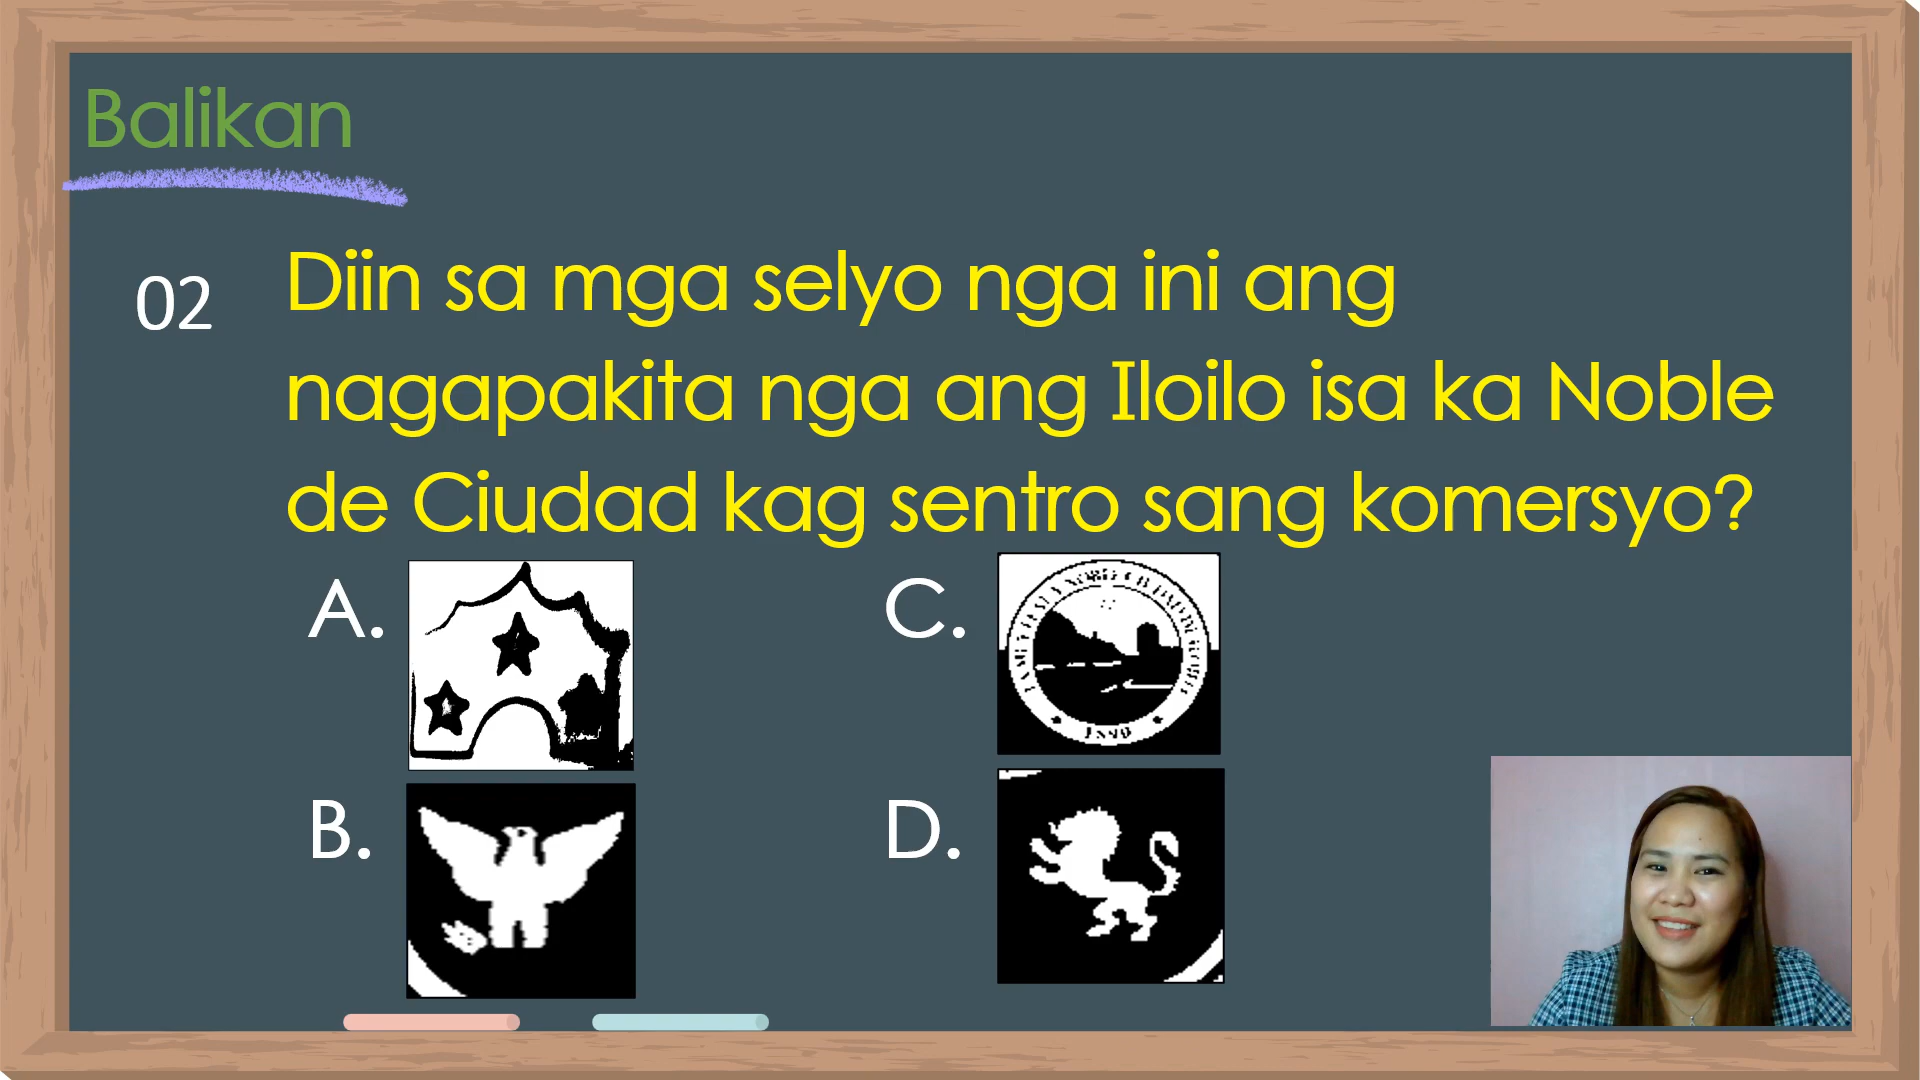 Balikan
02
Diin sa mga selyo nga ini ang
nagapakita nga ang Iloilo isa ka Noble
de Ciudad kag sentro sang komersyo?
A.
C.
1890
B.
D.